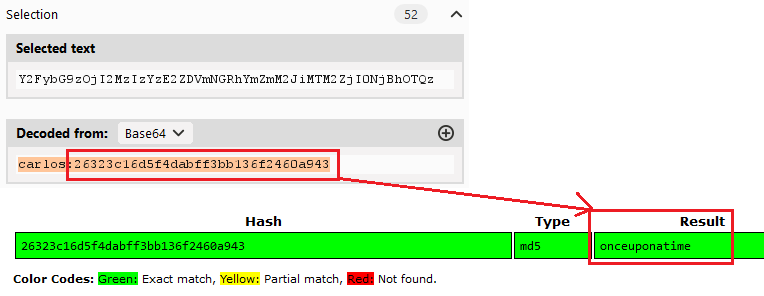 Selection 52
Selected text
Y2FybG9zOjI2MzIzYzE2ZDVmNGRhYmZmM2JiMTM2ZjI0NjBhOTQz
Decoded from: Base64
carlos:26323c16d5f4dabff3bb136f2460a943
Hash Type Result
26323c16d5f4dabff3bb136f2460a943 md5 onceuponatime
Color Codes: Green: Exact match, Yellow: Partial match, Red: Not found.